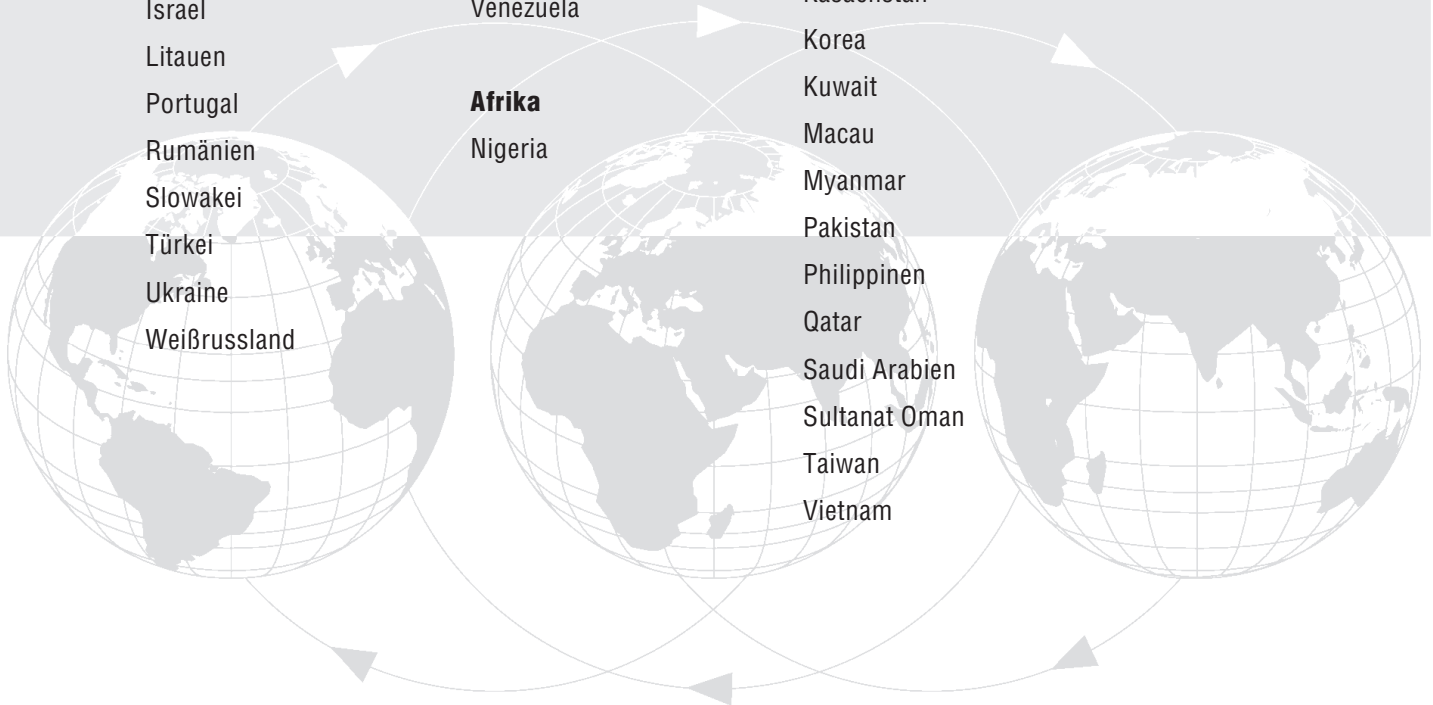 Israel
Litauen
Portugal
Rumänien
Slowakei
Türkei
Ukraine
Weißrussland
Venezuela
Afrika
Nigeria
Korea
Kuwait
Macau
Myanmar
Pakistan
Philippinen
Qatar
Saudi Arabien
Sultanat Oman
Taiwan
Vietnam